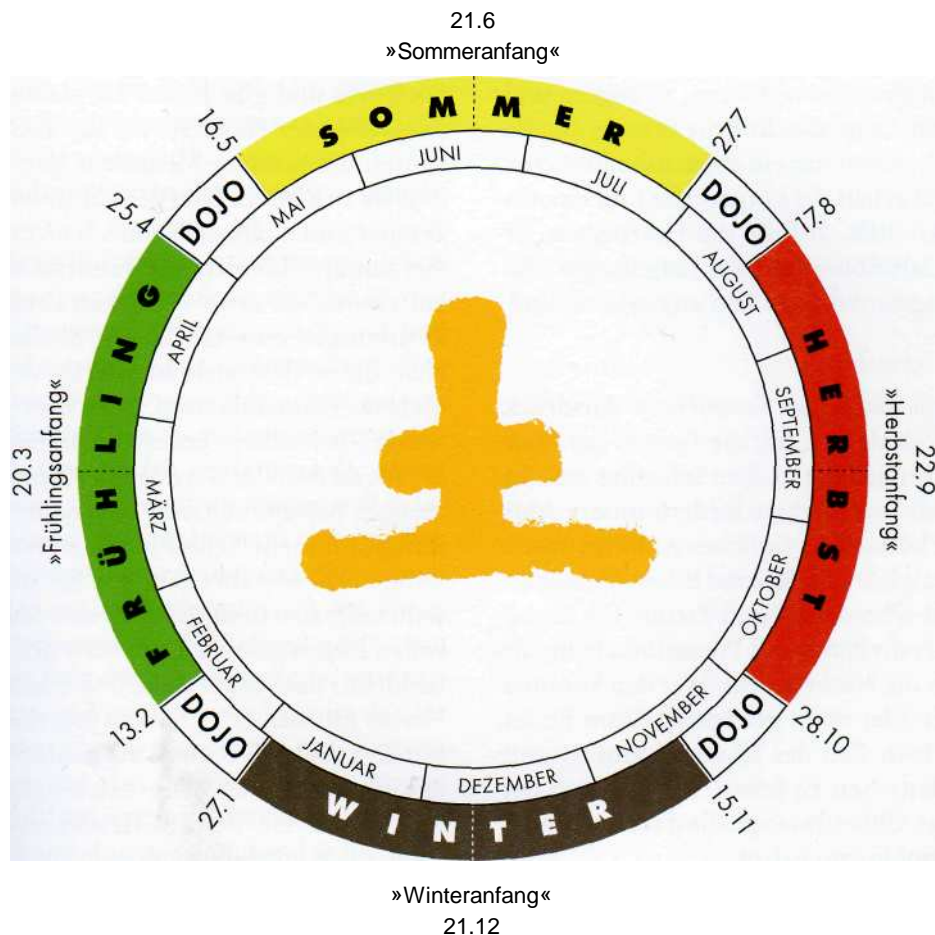 21.6
»Sommeranfang«
SOMMER
16.5
DOJO
25.4
27.7
DOJO
17.8
MAI
JUNI
JULI
AUGUST
SEPTEMBER
OKTOBER
NOVEMBER
DEZEMBER
JANUAR
FEBRUAR
MÄRZ
APRIL
FRÜHLING
20.3
»Frühlingsanfang«
HERBST
»Herbstanfang«
22.9
13.2
DOJO
27.1
28.10
DOJO
15.11
WINTER
»Winteranfang«
21.12
土